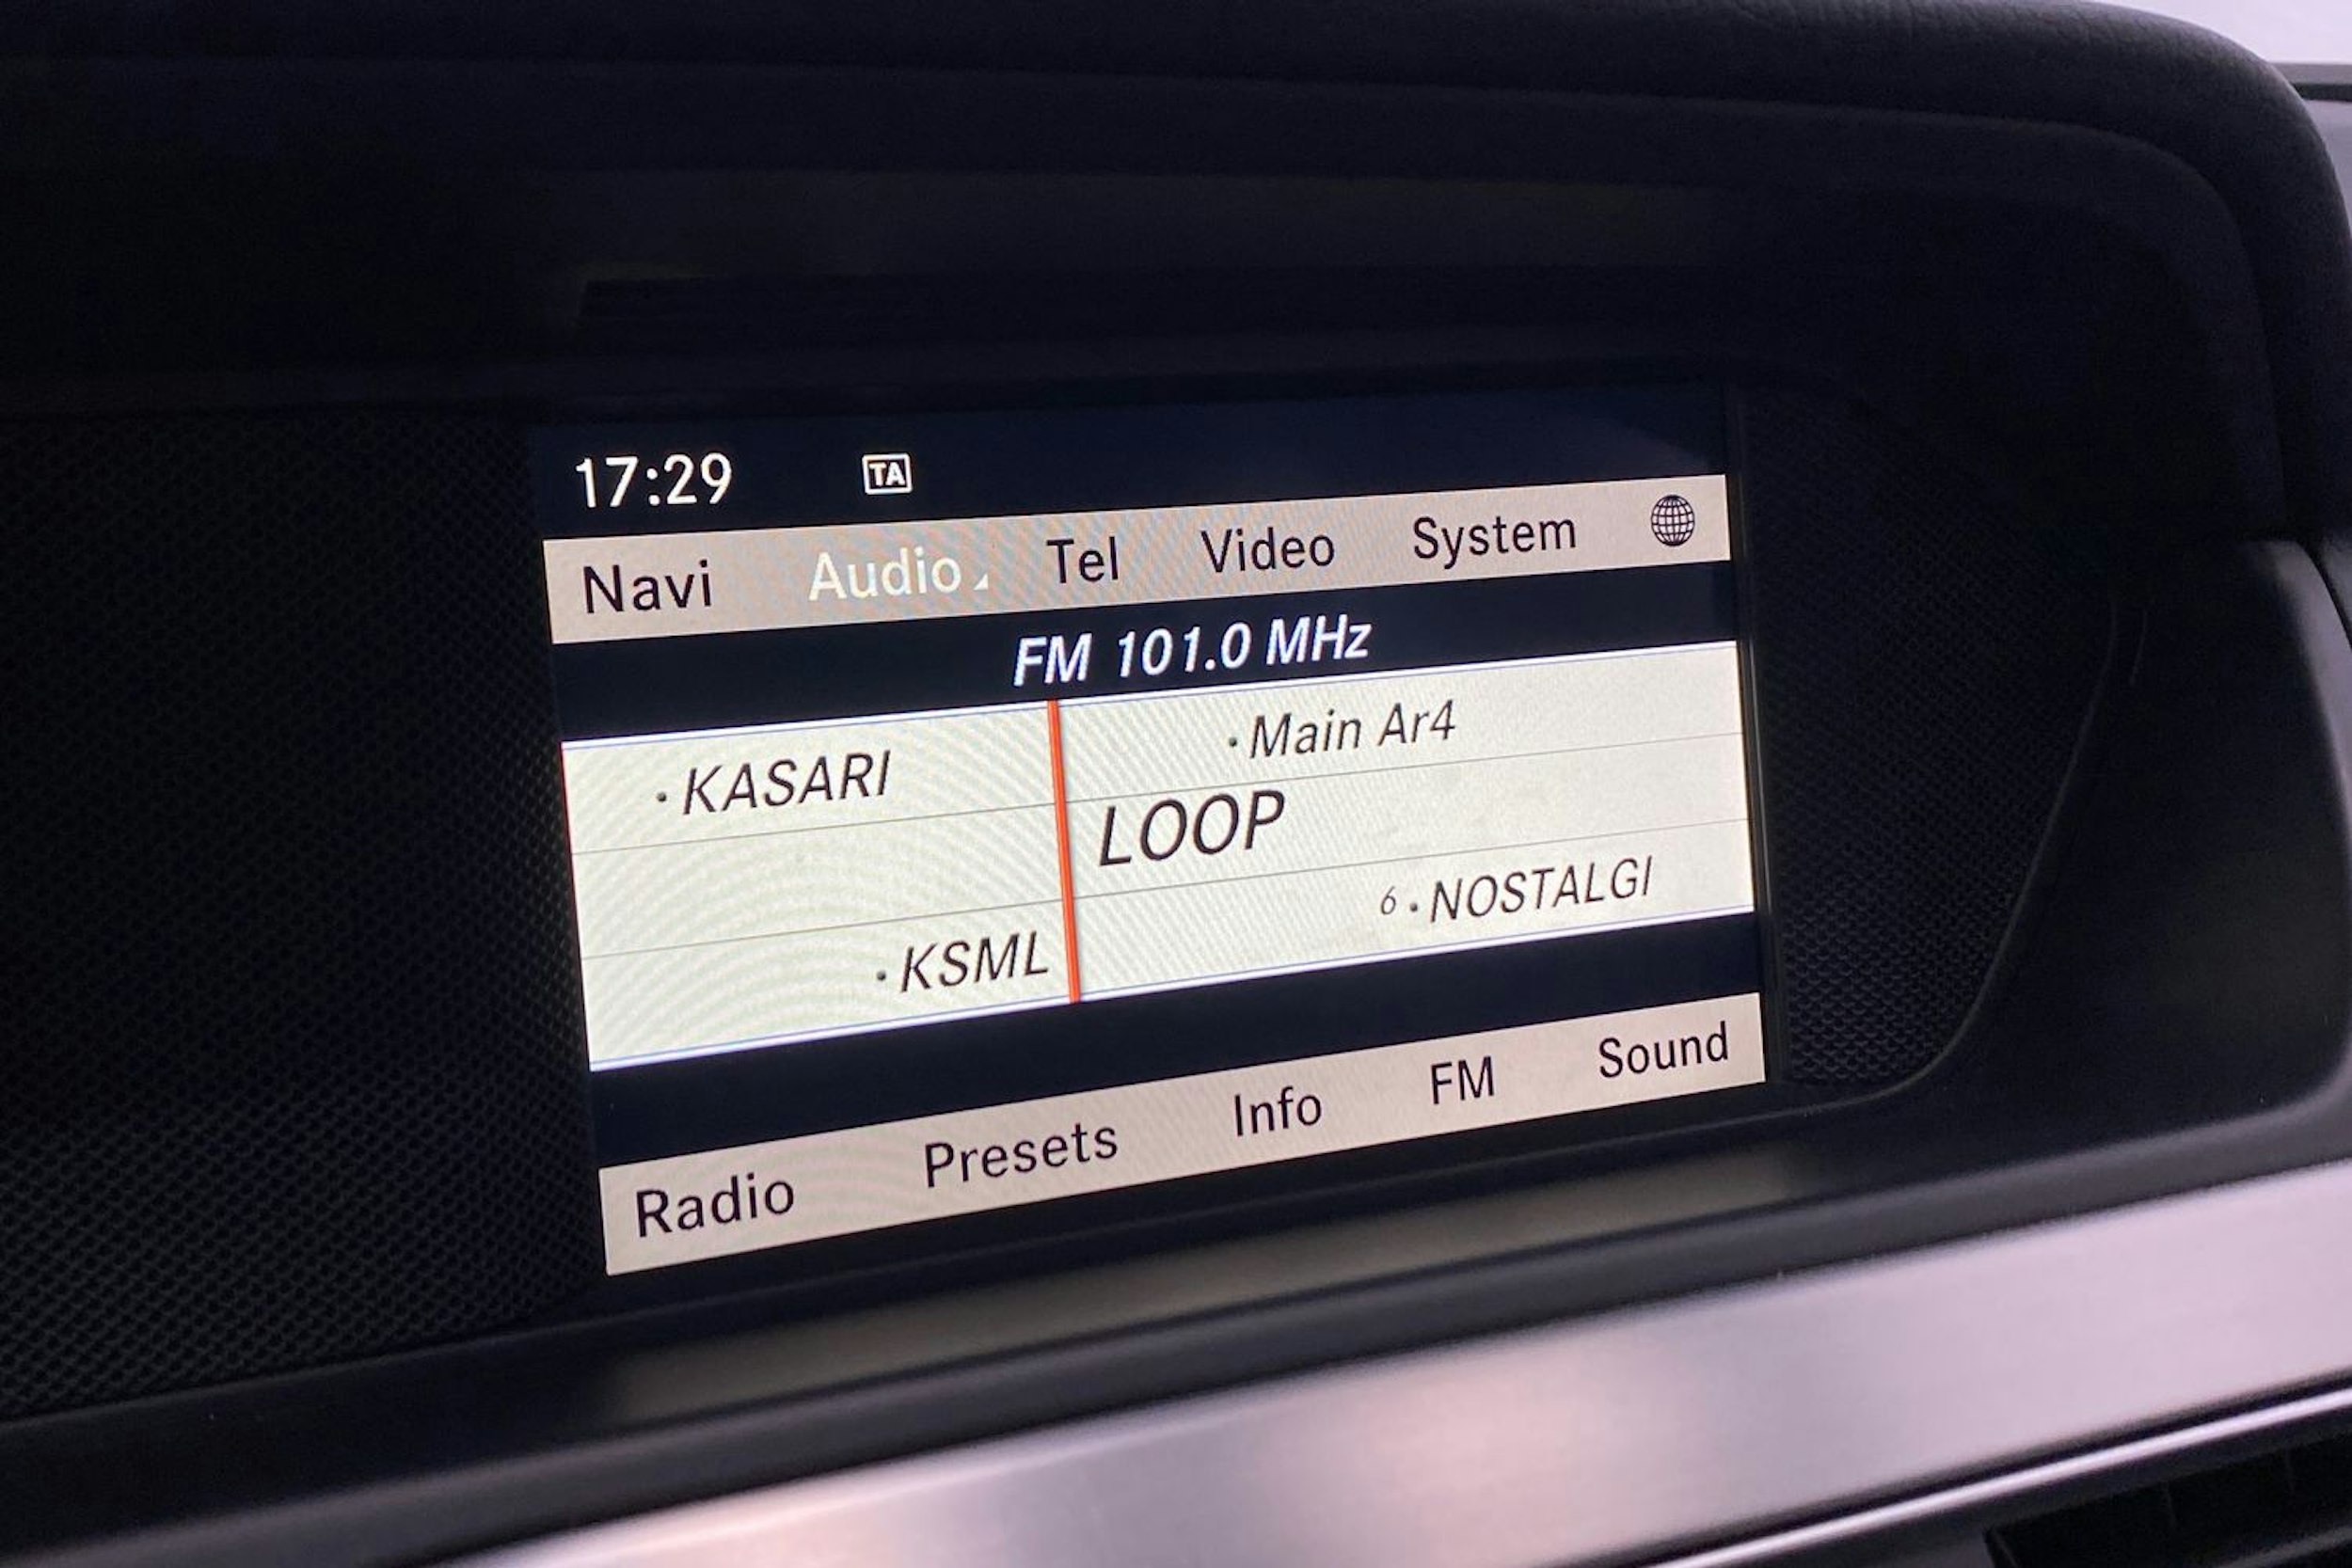 17:29 TA
Navi Audio Tel Video System
FM 101.0 MHz
· KASARI · Main Ar4
LOOP
· KSML 6 · NOSTALGI
Radio Presets Info FM Sound